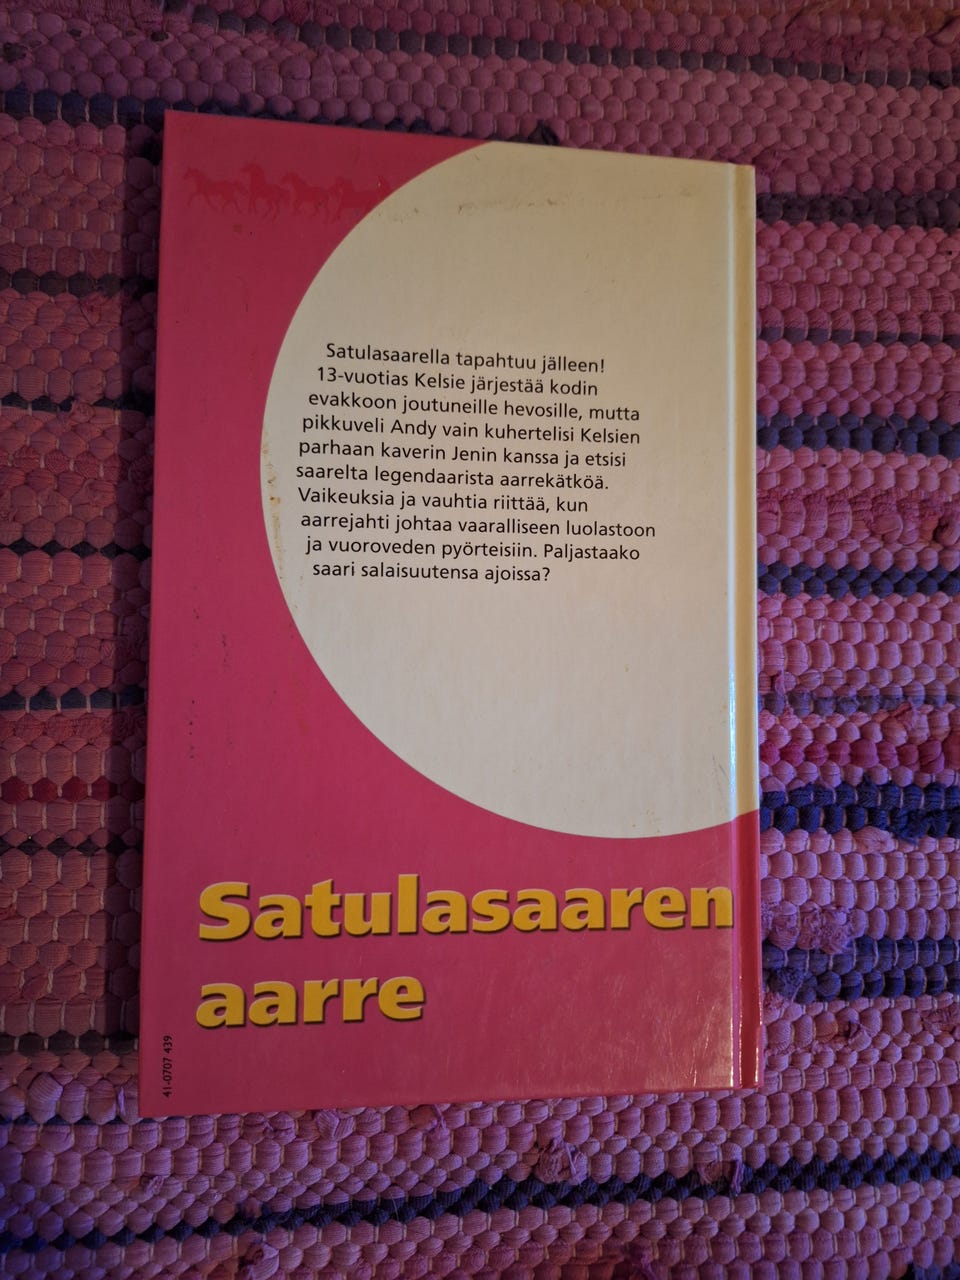 Satulasaarella tapahtuu jälleen!
13-vuotias Kelsie järjestää kodin
evakkoon joutuneille hevosille, mutta
pikkuveli Andy vain kuhertelisi Kelsien
parhaan kaverin Jenin kanssa ja etsisi
saarelta legendaarista aarrekätköä.
Vaikeuksia ja vauhtia riittää, kun
aarrejahti johtaa vaaralliseen luolastoon
ja vuoroveden pyörteisiin. Paljastaako
saari salaisuutensa ajoissa?
Satulasaaren
aarre
41-0707 439